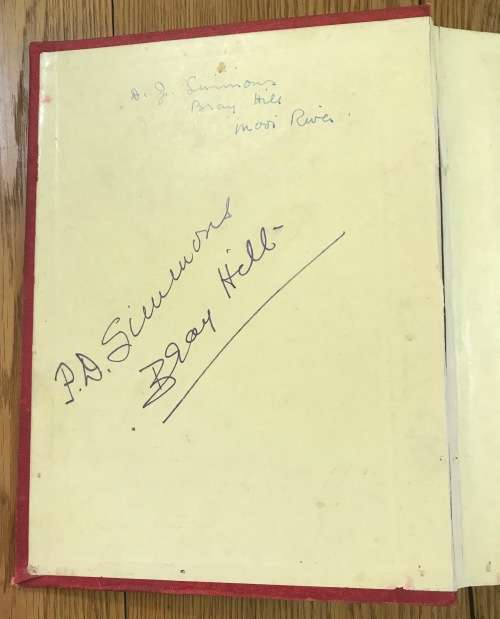 D. J. Simmons
Bray Hill
Mooi River.
P.D. Simmons
Bray Hill